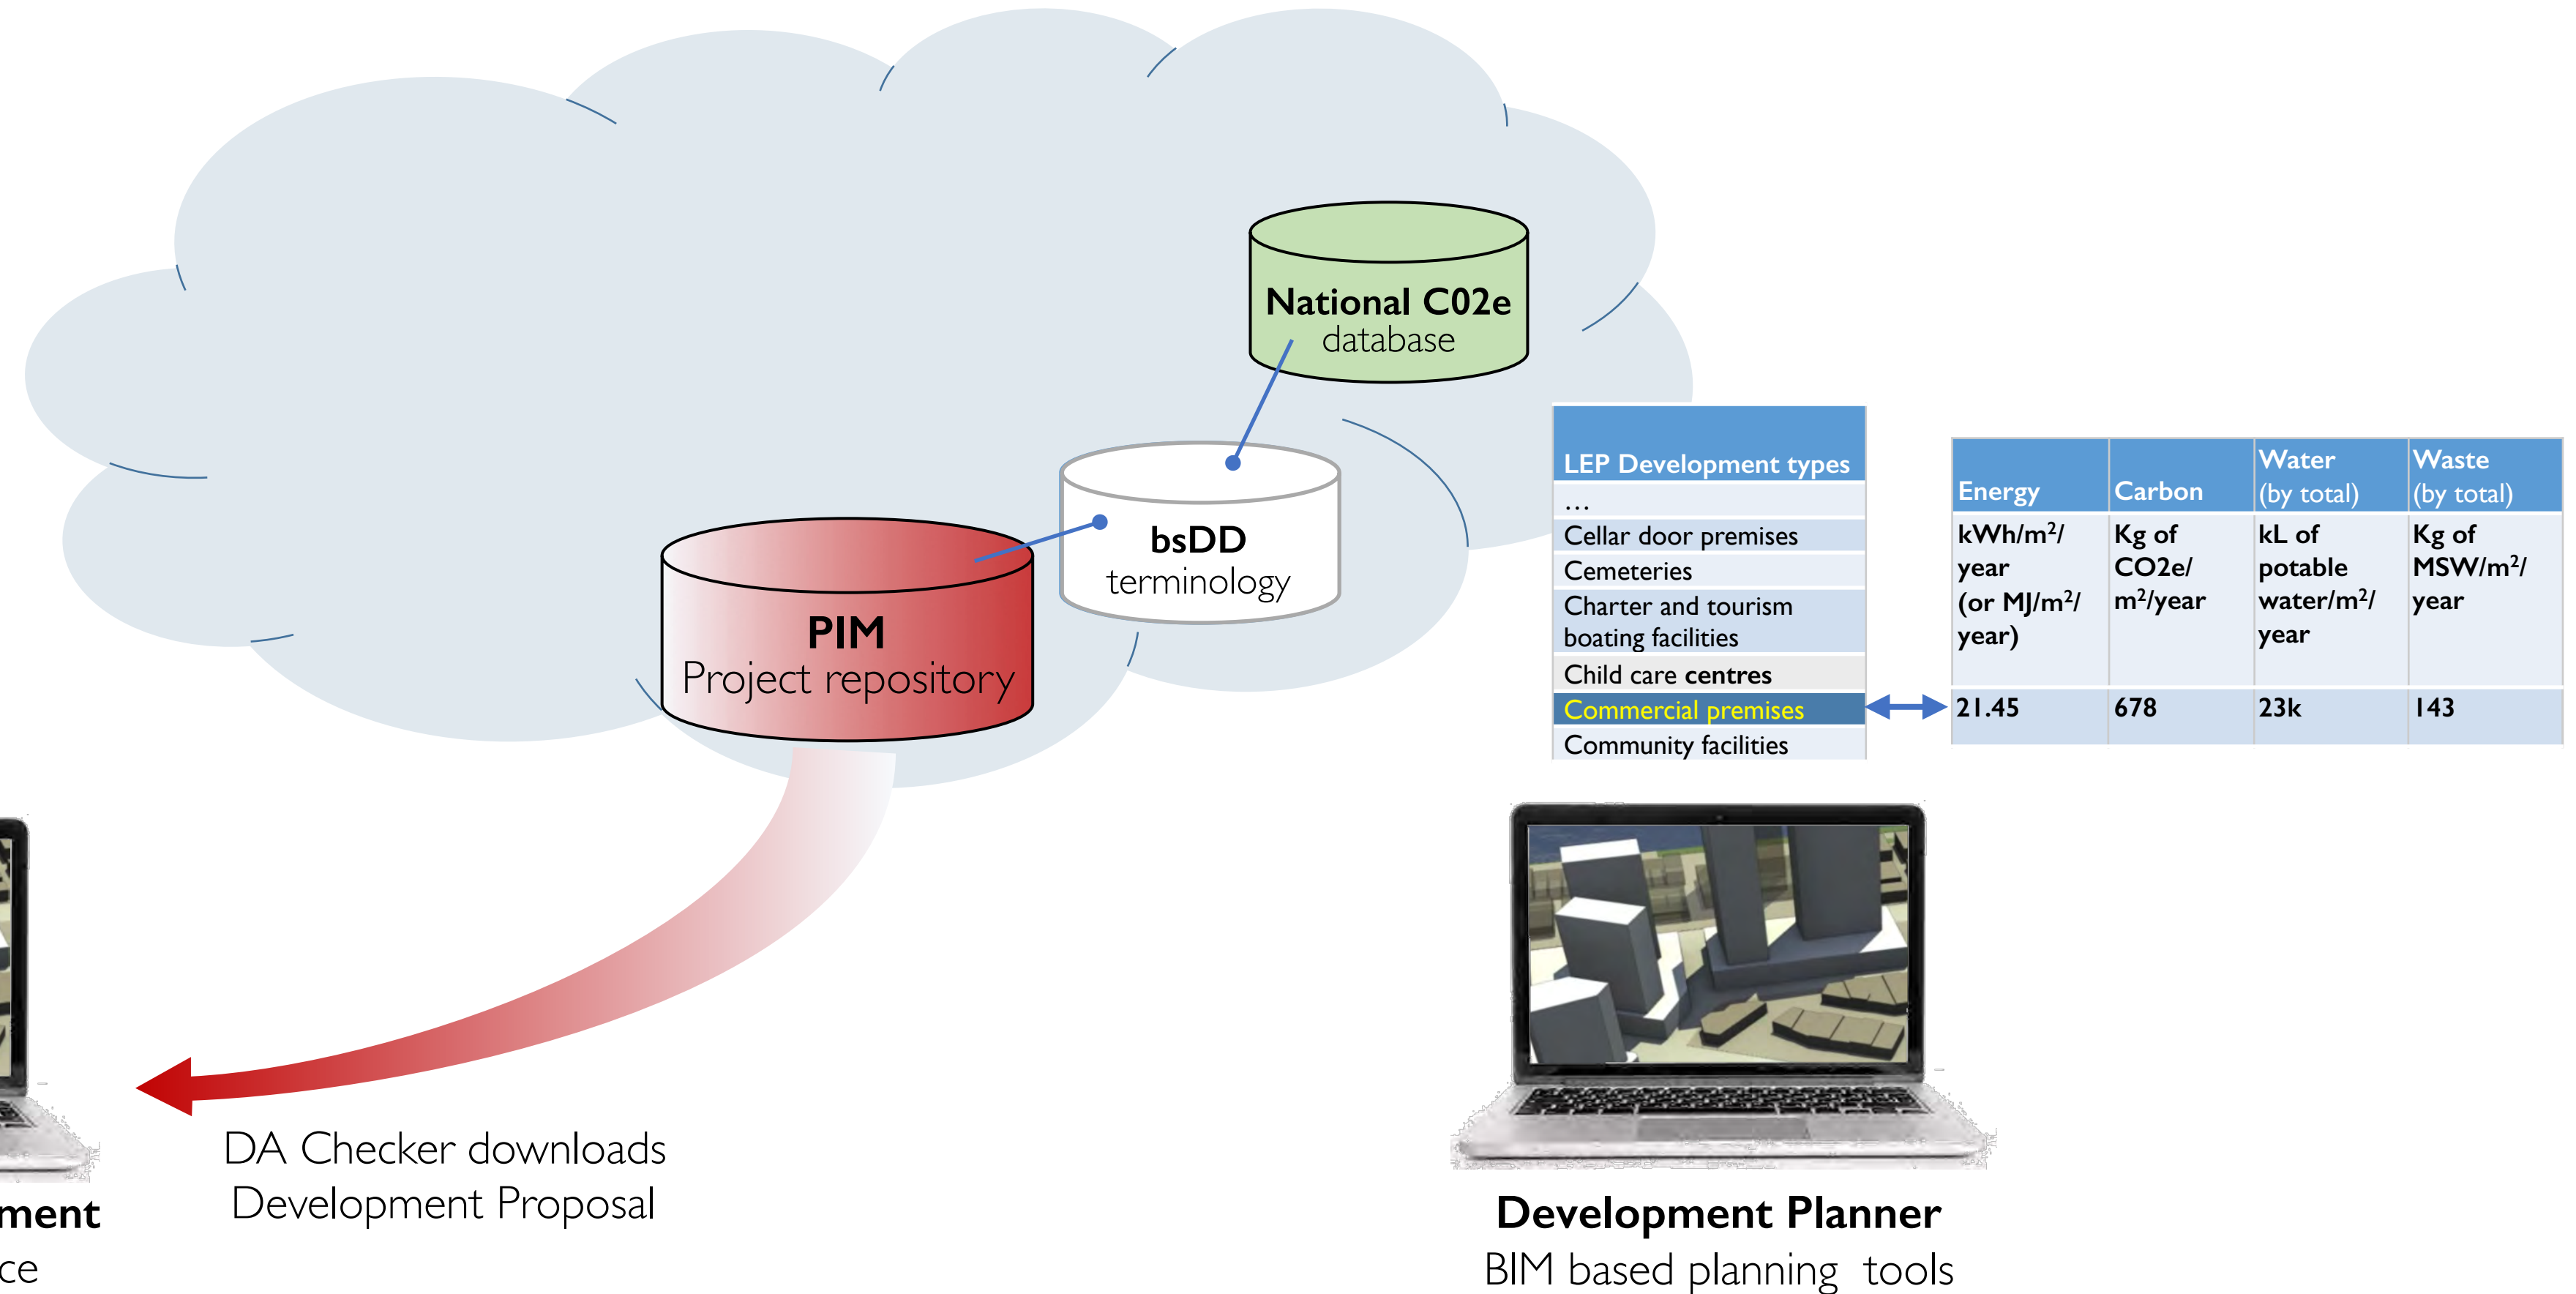 National C02e
database
bsDD
terminology
PIM
Project repository
LEP Development types
…
Cellar door premises
Cemeteries
Charter and tourism
boating facilities
Child care centres
Commercial premises
Community facilities
Energy
Carbon
Water
(by total)
Waste
(by total)
kWh/m²/
year
(or MJ/m²/
year)
Kg of
CO2e/
m²/year
kL of
potable
water/m²/
year
Kg of
MSW/m²/
year
21.45
678
23k
143
DA Checker downloads
Development Proposal
ment
ce
Development Planner
BIM based planning tools